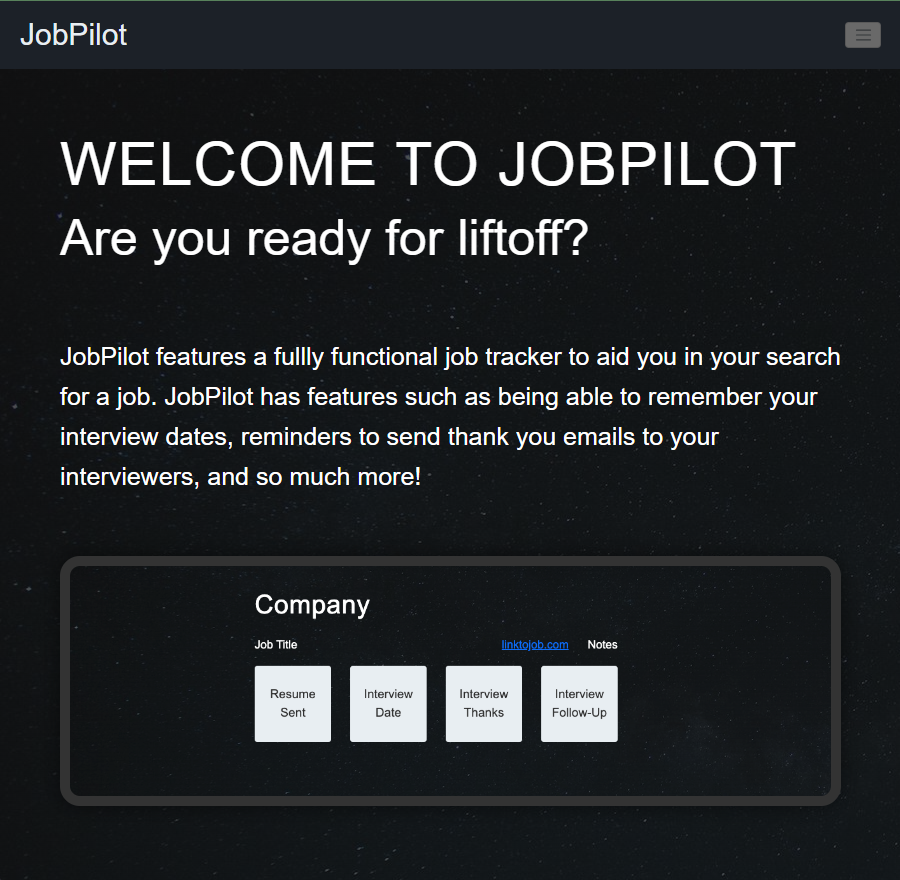 JobPilot
WELCOME TO JOBPILOT
Are you ready for liftoff?
JobPilot features a fullly functional job tracker to aid you in your search
for a job. JobPilot has features such as being able to remember your
interview dates, reminders to send thank you emails to your
interviewers, and so much more!
Company
Job Title linktojob.com Notes
Resume Interview Interview Interview
Sent Date Thanks Follow-Up